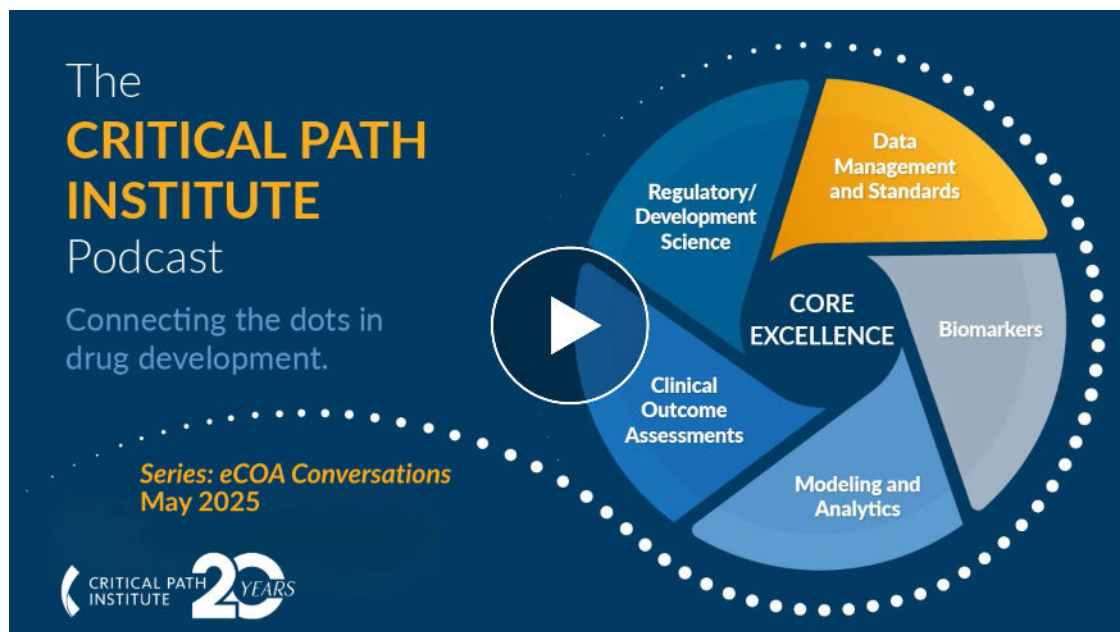 The
CRITICAL PATH
INSTITUTE
Podcast
Connecting the dots in
drug development.
Series: eCOA Conversations
May 2025
CRITICAL PATH
INSTITUTE
20 YEARS
Data
Management
and Standards
Regulatory/
Development
Science
CORE
EXCELLENCE
Biomarkers
Clinical
Outcome
Assessments
Modeling and
Analytics